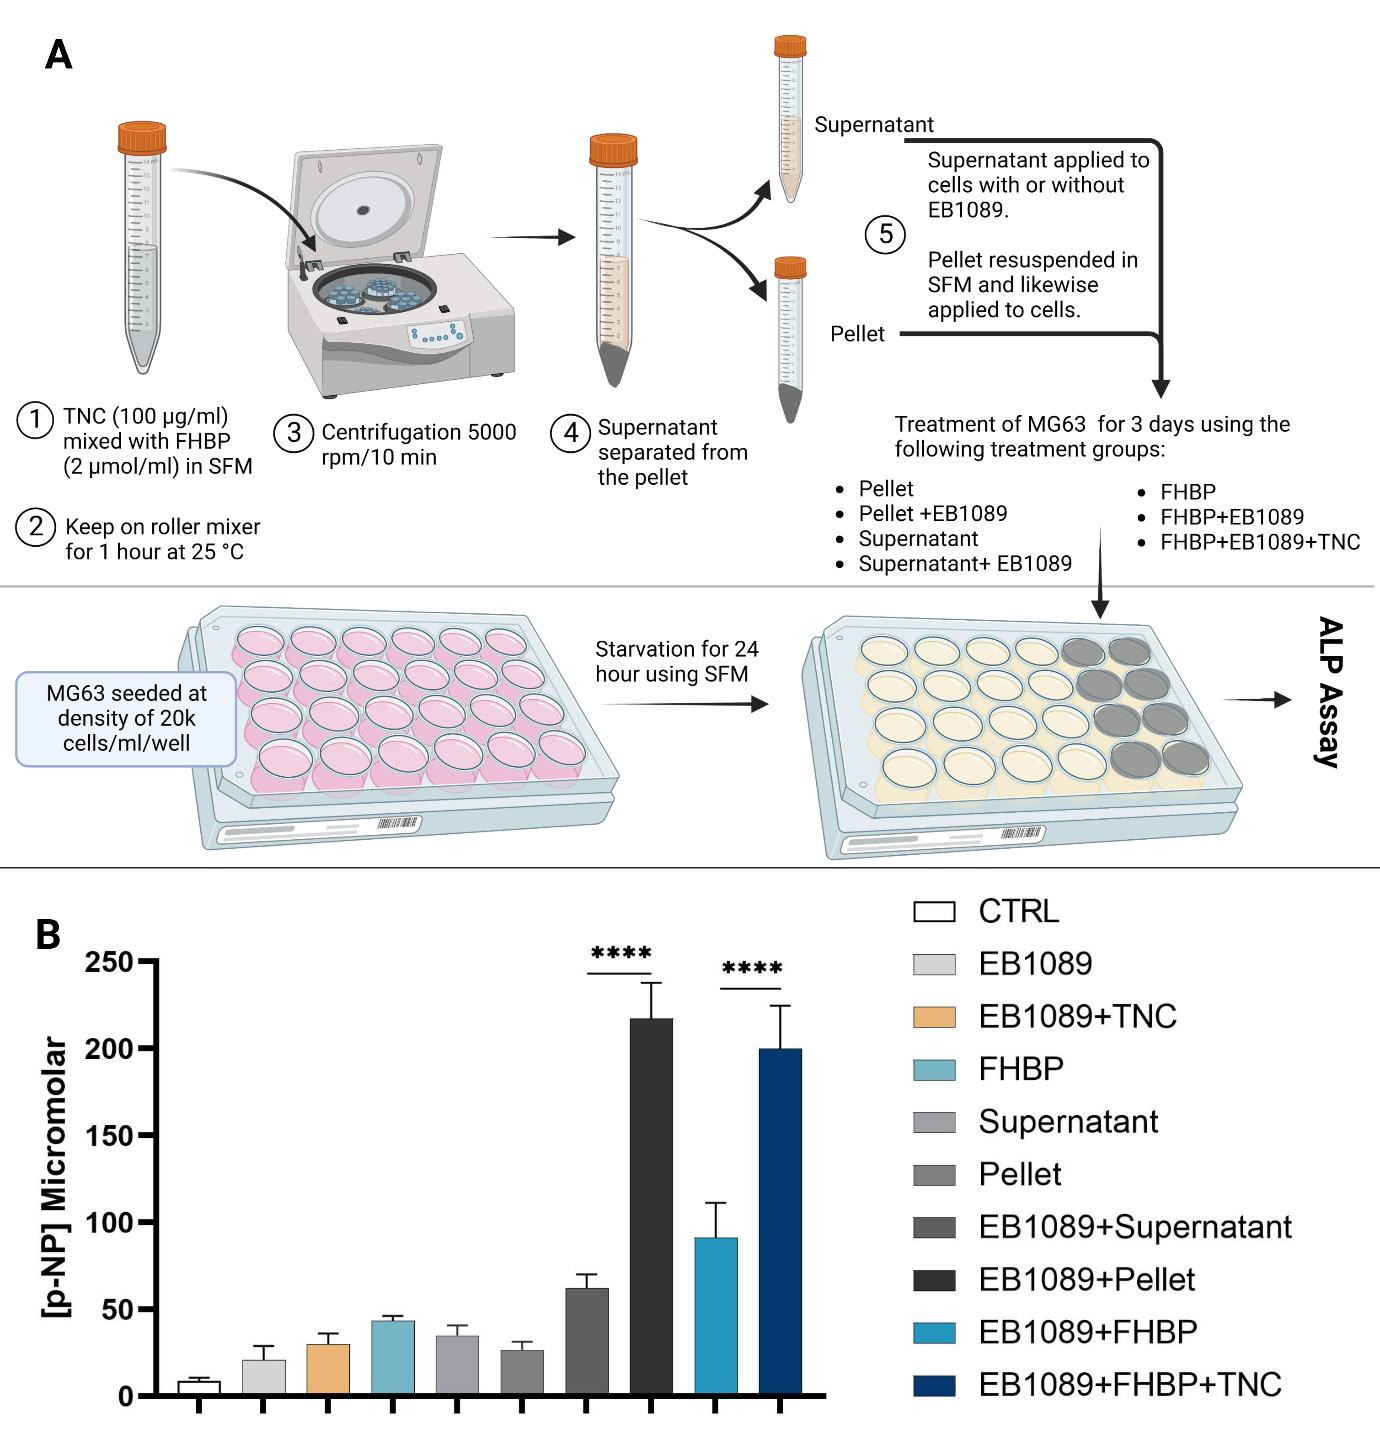 A
Supernatant
Supernatant applied to
cells with or without
EB1089.
5
Pellet resuspended in
SFM and likewise
applied to cells.
Pellet
1
TNC (100 µg/ml)
mixed with FHBP
(2 µmol/ml) in SFM
2
Keep on roller mixer
for 1 hour at 25 °C
3
Centrifugation 5000
rpm/10 min
4
Supernatant
separated from
the pellet
Treatment of MG63 for 3 days using the
following treatment groups:
• Pellet
• Pellet +EB1089
• Supernatant
• Supernatant+ EB1089
• FHBP
• FHBP+EB1089
• FHBP+EB1089+TNC
MG63 seeded at
density of 20k
cells/ml/well
Starvation for 24
hour using SFM
ALP Assay
B
[p-NP] Micromolar
250
200
150
100
50
0
****
****
CTRL
EB1089
EB1089+TNC
FHBP
Supernatant
Pellet
EB1089+Supernatant
EB1089+Pellet
EB1089+FHBP
EB1089+FHBP+TNC